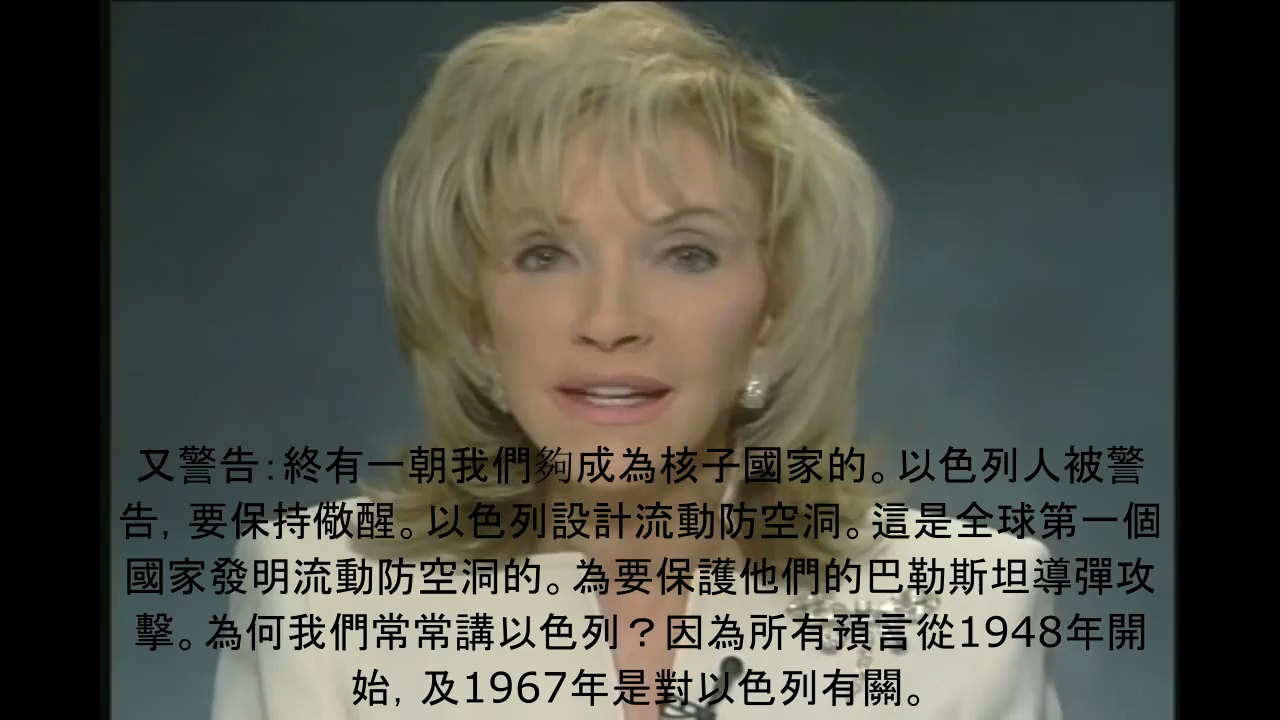 又警告:終有一朝我們夠成為核子國家的。以色列人被警
告, 要保持儆醒。以色列設計流動防空洞。這是全球第一個
國家發明流動防空洞的。為要保護他們的巴勒斯坦導彈攻
擊。為何我們常常講以色列？因為所有預言從1948年開
始, 及1967年是對以色列有關。